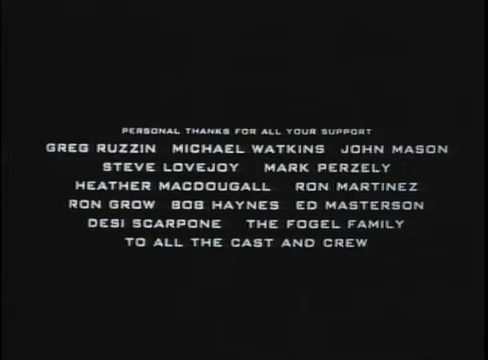 PERSONAL THANKS FOR ALL YOUR SUPPORT
GREG RUZZIN MICHAEL WATKINS JOHN MASON
STEVE LOVEJOY MARK PERZELY
HEATHER MACDOUGALL RON MARTINEZ
RON GROW BOB HAYNES ED MASTERSON
DESI SCARPONE THE FOGEL FAMILY
TO ALL THE CAST AND CREW